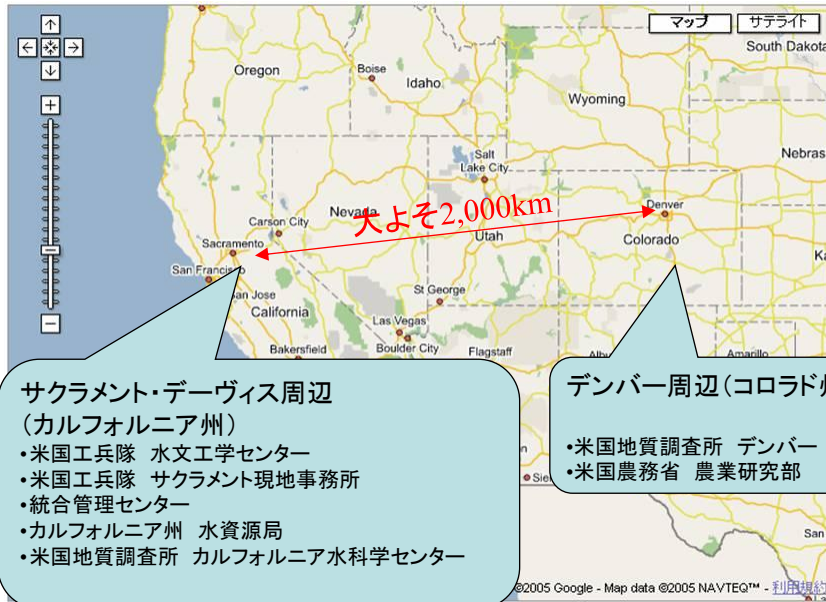 マップ
サテライト
South Dakota
Oregon
Boise
Idaho
Wyoming
Nebras
Salt
Lake City
Nevada
大よそ2,000km
Denver
Carson City
Utah
Colorado
Sacramento
San Francisco
San Jose
California
St George
Las Vegas
Bakersfield
Boulder City
Flagstaff
Amarillo
サクラメント・デーヴィス周辺
(カルフォルニア州)
•米国工兵隊 水文工学センター
•米国工兵隊 サクラメント現地事務所
•統合管理センター
•カルフォルニア州 水資源局
•米国地質調査所 カルフォルニア水科学センター
デンバー周辺(コロラド州
•米国地質調査所 デンバー
•米国農務省 農業研究部
San
©2005 Google - Map data ©2005 NAVTEQ™ - 利用規約